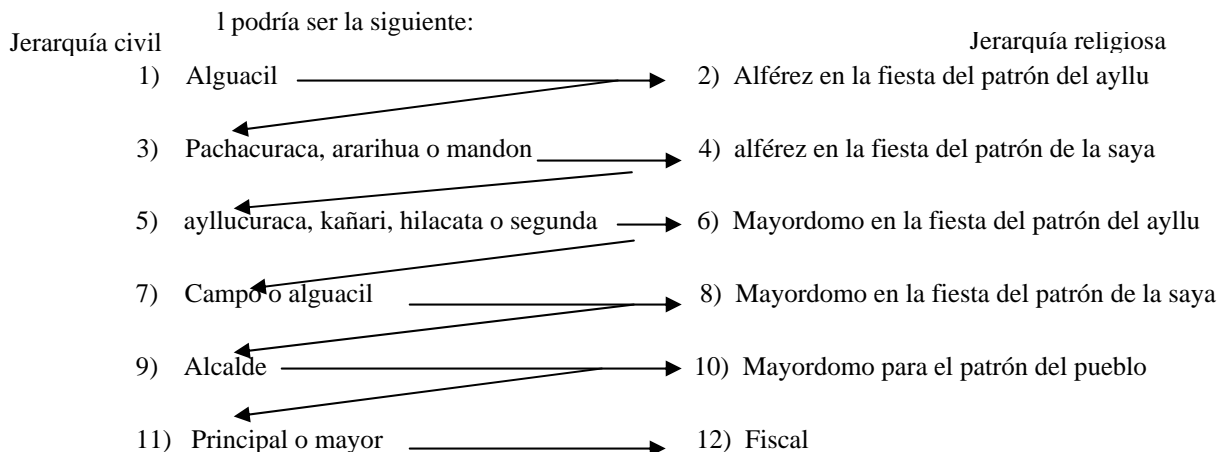 l podría ser la siguiente:
Jerarquía civil Jerarquía religiosa
1) Alguacil 2) Alférez en la fiesta del patrón del ayllu
3) Pachacuraca, ararihua o mandon 4) alférez en la fiesta del patrón de la saya
5) ayllucuraca, kañari, hilacata o segunda 6) Mayordomo en la fiesta del patrón del ayllu
7) Campo o alguacil 8) Mayordomo en la fiesta del patrón de la saya
9) Alcalde 10) Mayordomo para el patrón del pueblo
11) Principal o mayor 12) Fiscal